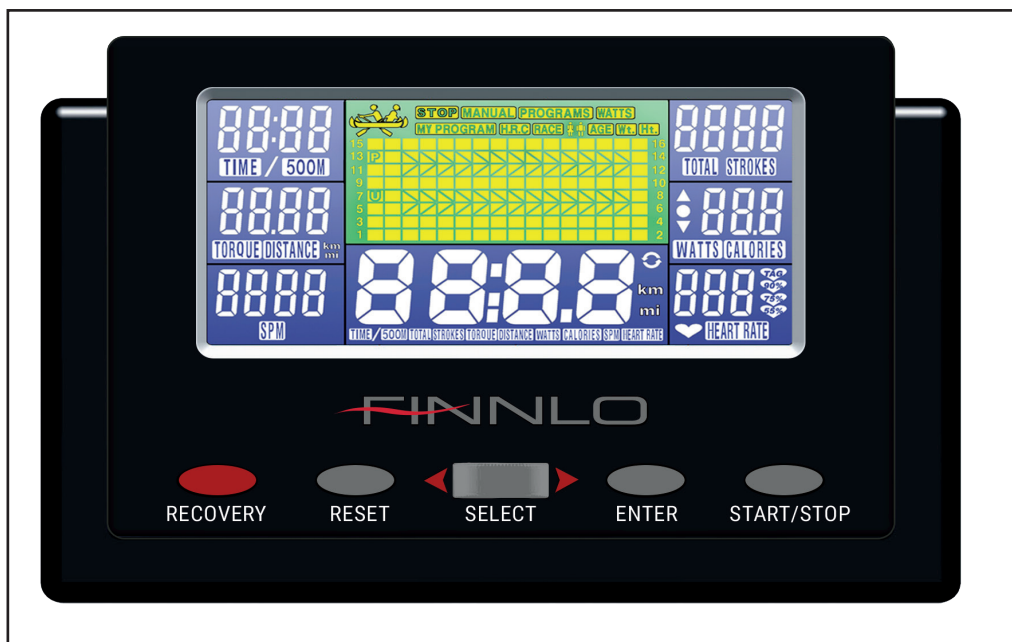 88:88
TIME / 500M
88.88
TORQUE DISTANCE km mi
8888
SPM
STOP MANUAL PROGRAMS WATTS
MY PROGRAM H.R.C RACE AGE Wt. Ht.
15 16
13 P 14
11 12
9 10
7 U 8
5 6
3 4
1 2
88:8.8
km
mi
TIME/500M TOTAL STROKES TORQUE DISTANCE WATTS CALORIES SPM HEART RATE
8888
TOTAL STROKES
88.8
WATTS CALORIES
888
TAG
90%
75%
55%
HEART RATE
FINNLO
RECOVERY RESET SELECT ENTER START/STOP